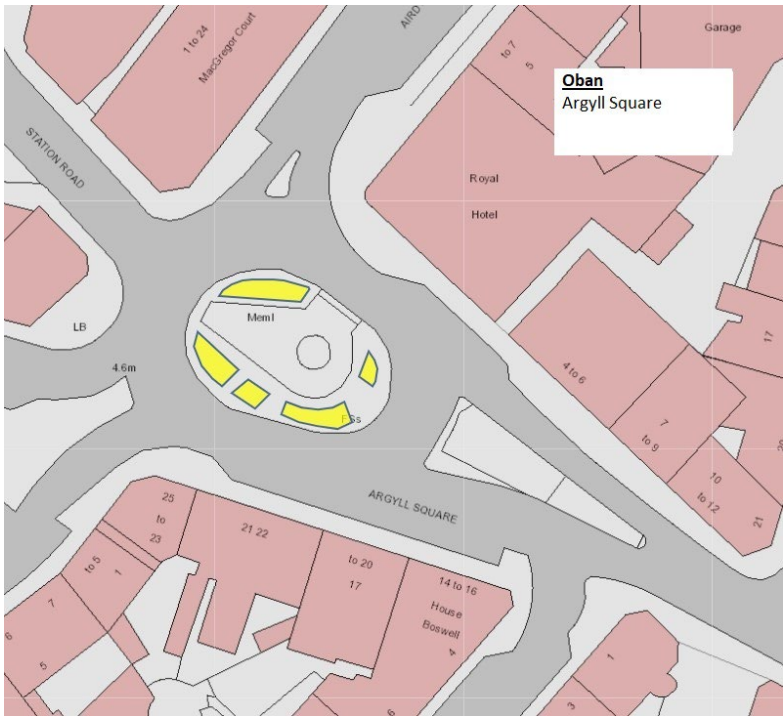 Oban
Argyll Square
Garage
AIRD
1 to 24
MacGregor Court
to 7
5
STATION ROAD
Royal
Hotel
Meml
LB
4.6m
FSs
17
4 to 6
7
to 9
10
to 12
21
20
ARGYLL SQUARE
25
to
23
21 22
to 20
17
14 to 16
House
Boswell
4
to 5
1
7
6
5
6
1
3